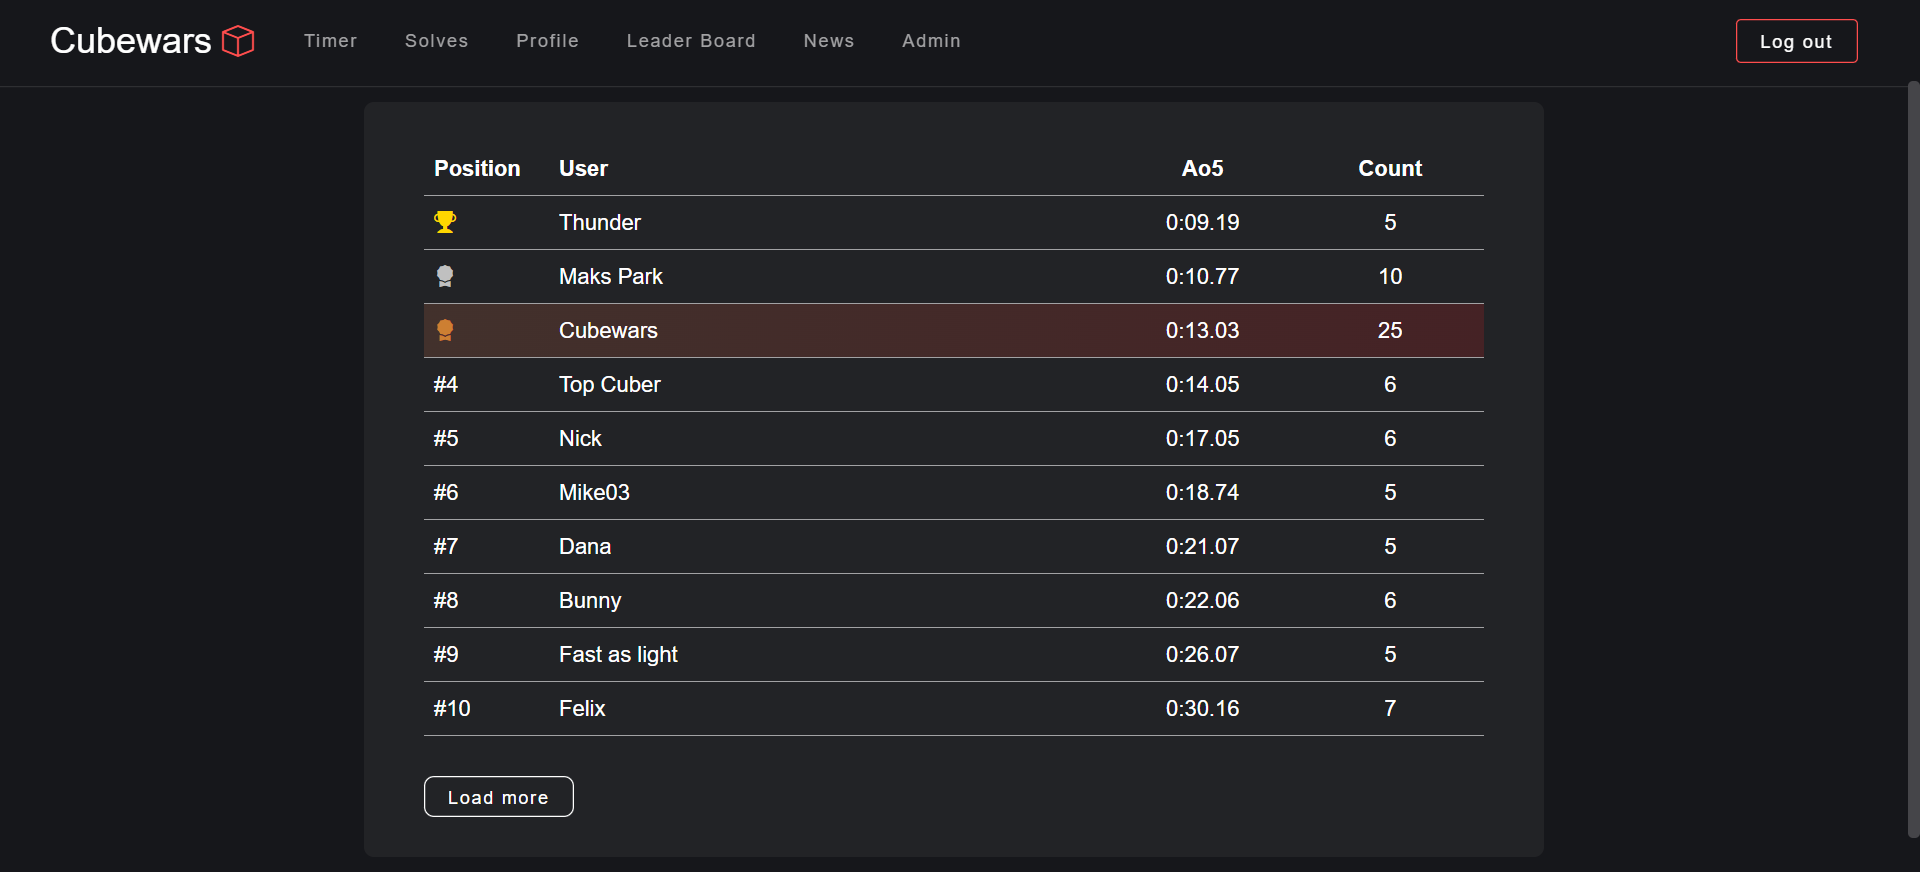 Cubewars Timer Solves Profile Leader Board News Admin Log out
Position User Ao5 Count
Thunder 0:09.19 5
Maks Park 0:10.77 10
Cubewars 0:13.03 25
#4 Top Cuber 0:14.05 6
#5 Nick 0:17.05 6
#6 Mike03 0:18.74 5
#7 Dana 0:21.07 5
#8 Bunny 0:22.06 6
#9 Fast as light 0:26.07 5
#10 Felix 0:30.16 7
Load more